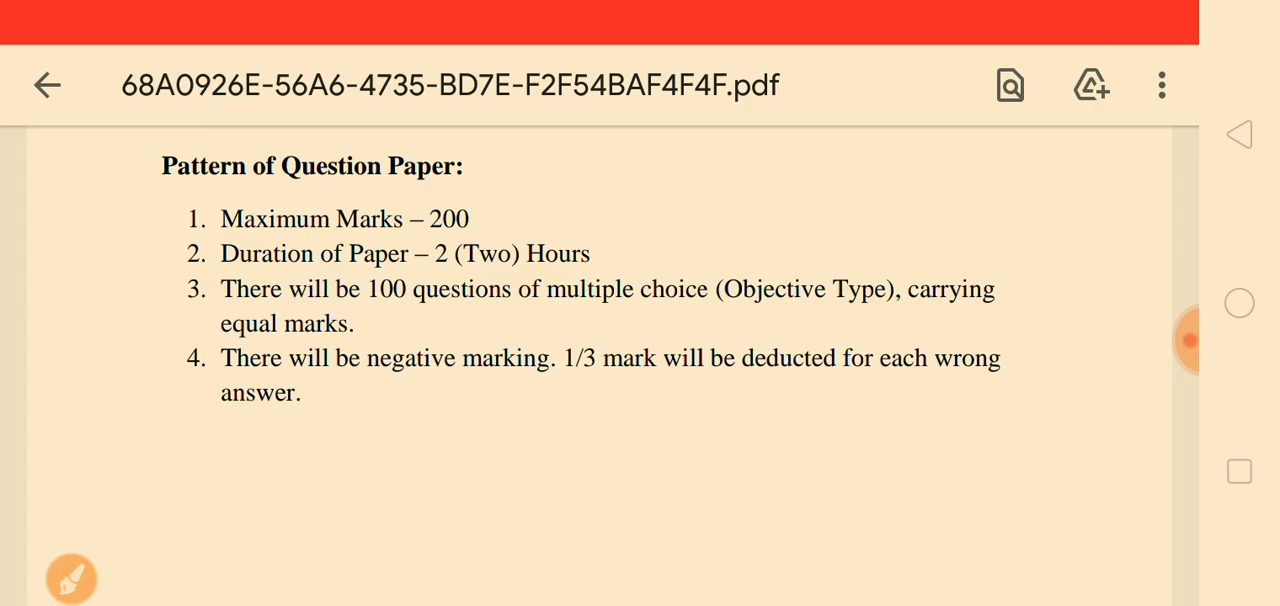 68A0926E-56A6-4735-BD7E-F2F54BAF4F4F.pdf
Pattern of Question Paper:
1. Maximum Marks – 200
2. Duration of Paper – 2 (Two) Hours
3. There will be 100 questions of multiple choice (Objective Type), carrying
equal marks.
4. There will be negative marking. 1/3 mark will be deducted for each wrong
answer.